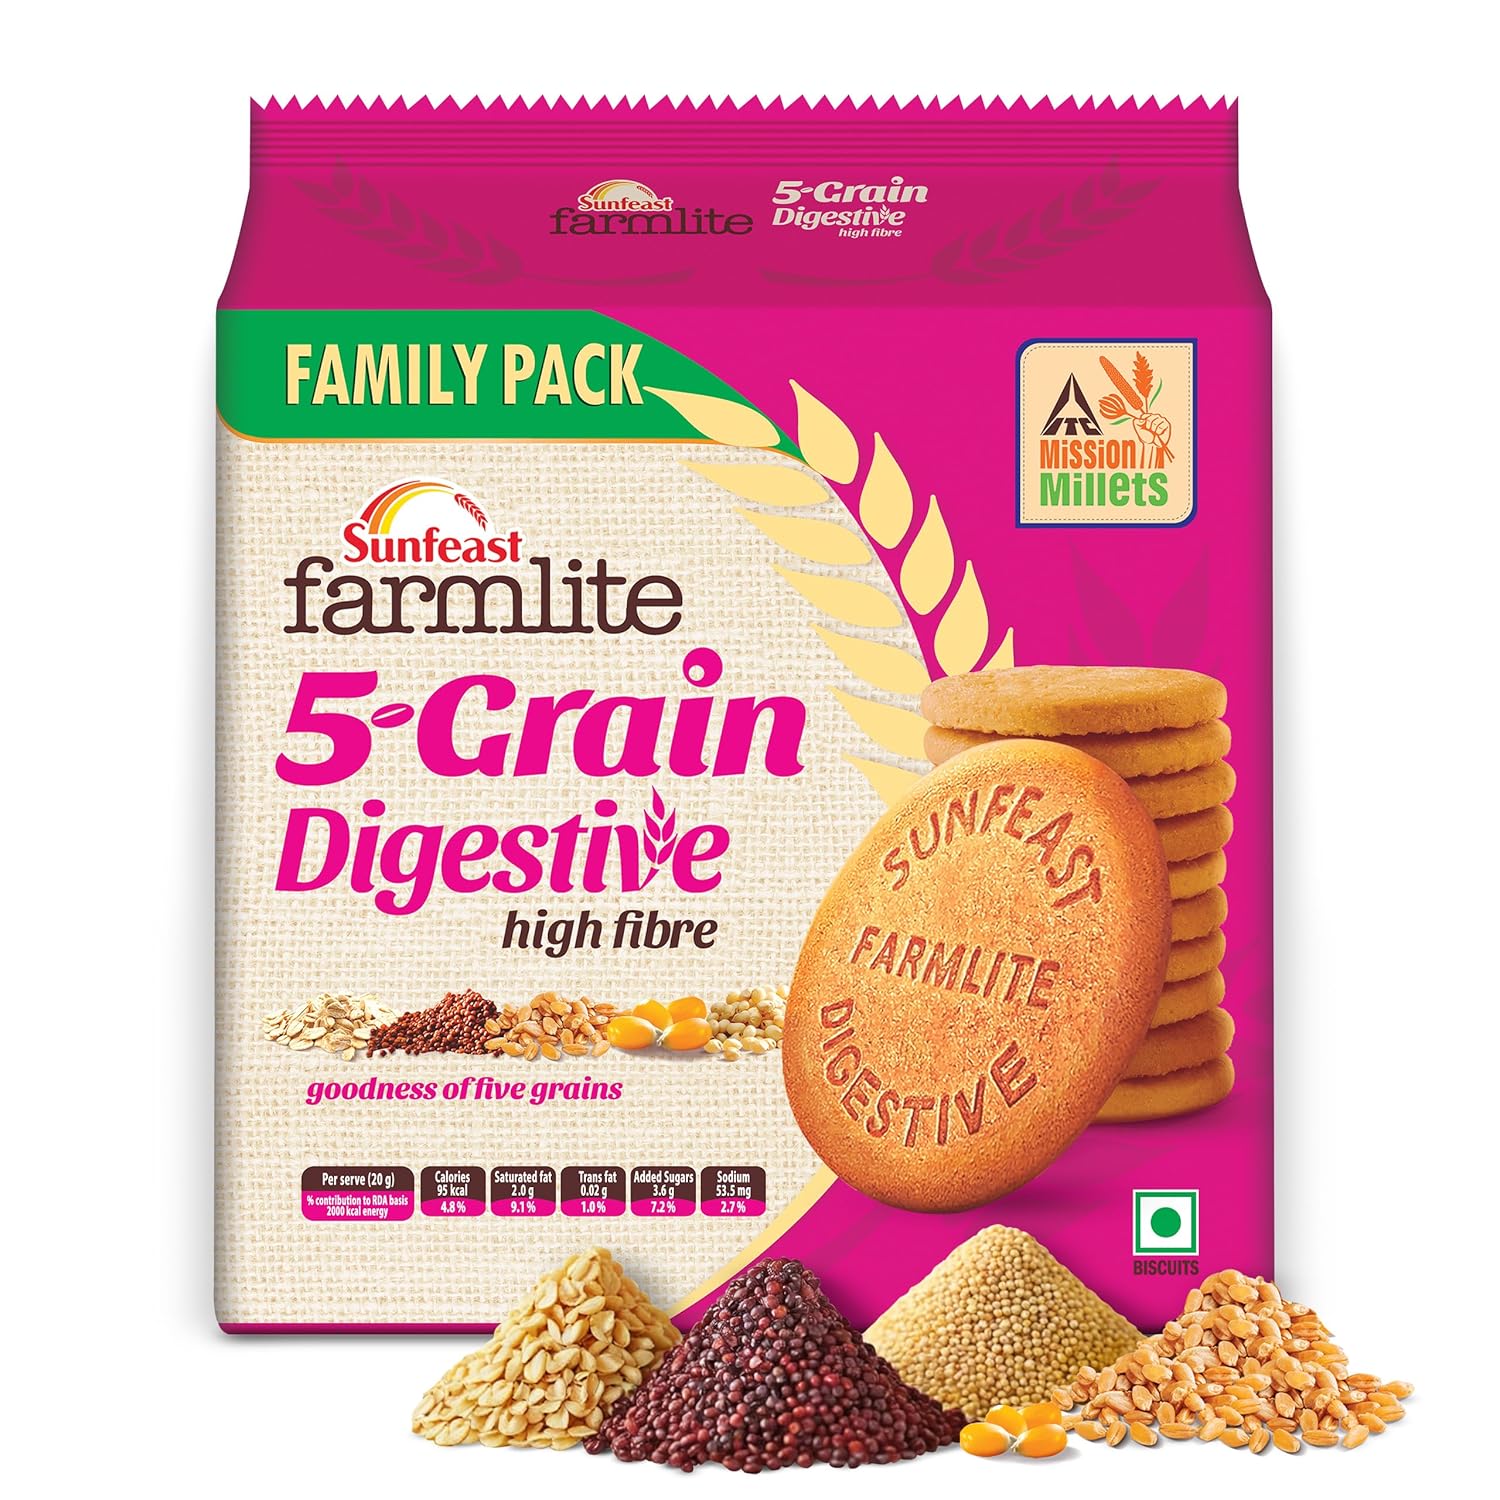 Sunfeast
farmlite
5-Grain
Digestive
high fibre
FAMILY PACK
ITC
Mission
Millets
Sunfeast
farmlite
5-Grain
Digestive
high fibre
SUNFEAST
FARMLITE
DIGESTIVE
goodness of five grains
Per serve (20 g)
% contribution to RDA basis
2000 kcal energy
Calories
95 kcal
4.8%
Saturated fat
2.0 g
9.1%
Trans fat
0.02 g
1.0%
Added Sugars
3.6 g
7.2%
Sodium
53.5 mg
2.7%
BISCUITS